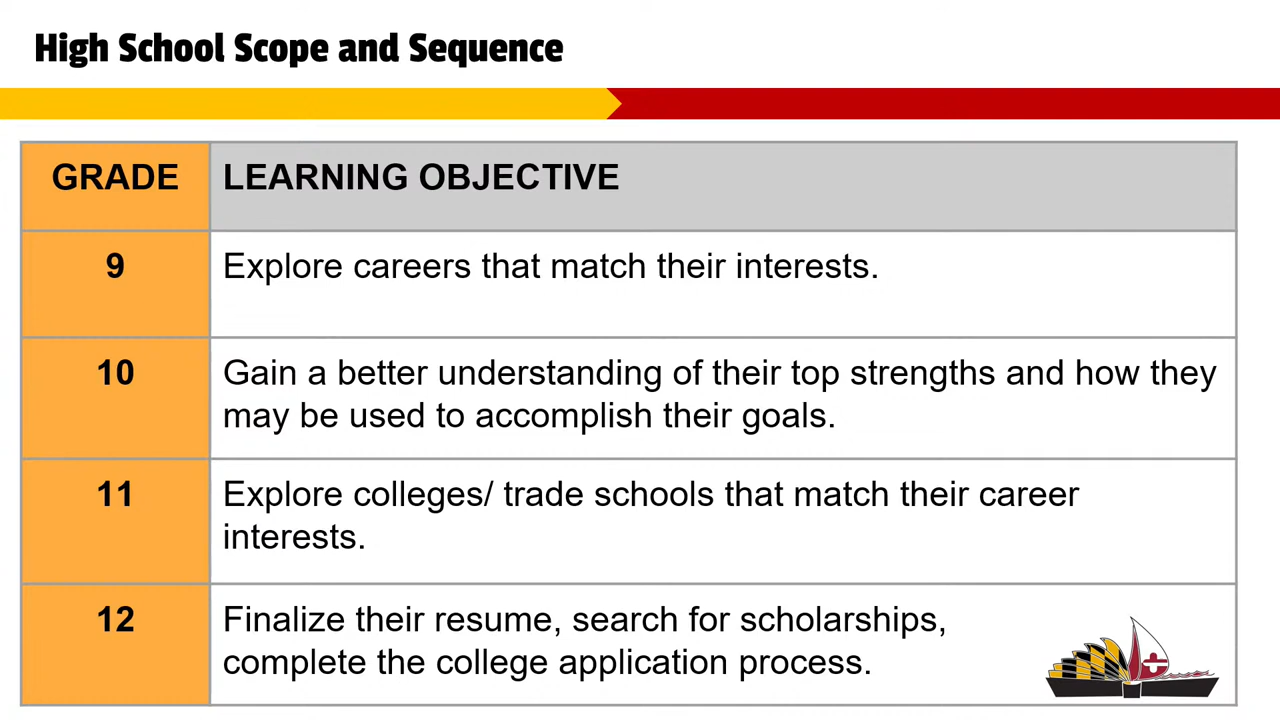 High School Scope and Sequence
GRADE
LEARNING OBJECTIVE
9
Explore careers that match their interests.
10
Gain a better understanding of their top strengths and how they
may be used to accomplish their goals.
11
Explore colleges/ trade schools that match their career
interests.
12
Finalize their resume, search for scholarships,
complete the college application process.